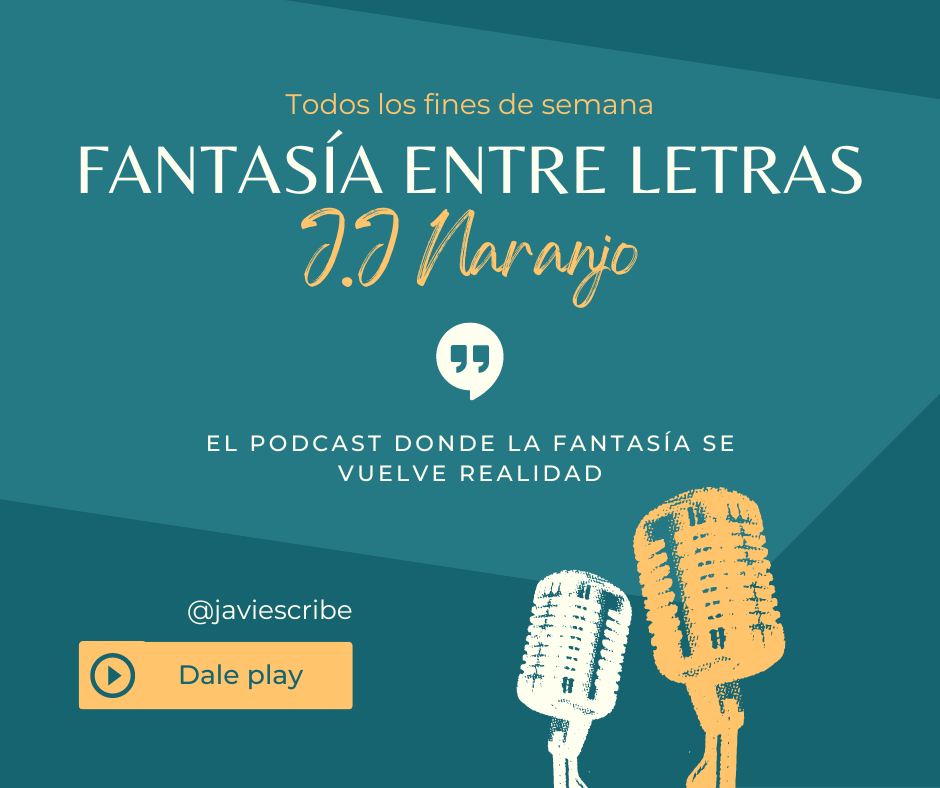 Todos los fines de semana
FANTASÍA ENTRE LETRAS
J.J Naranjo
EL PODCAST DONDE LA FANTASÍA SE
VUELVE REALIDAD
@javiescribe
Dale play